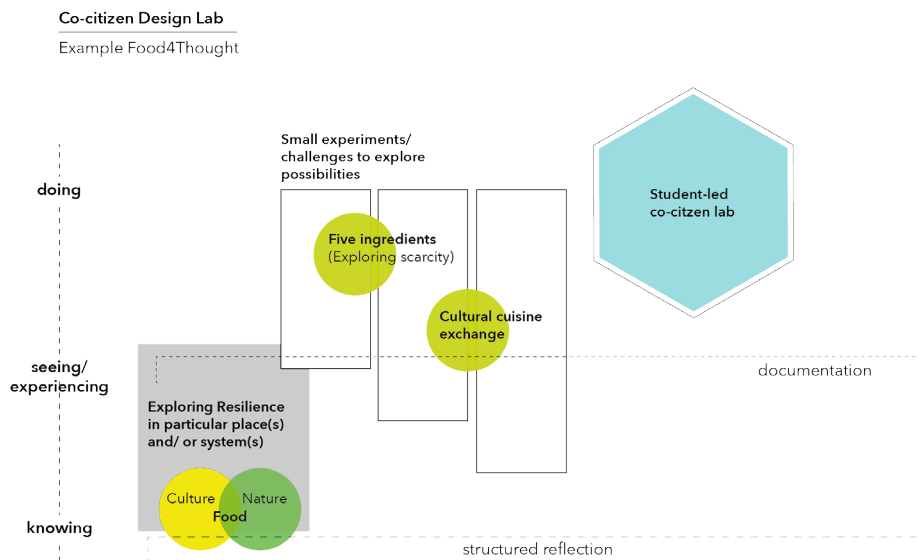 Co-citizen Design Lab
Example Food4Thought
Small experiments/
challenges to explore
possibilities
doing
Student-led
co-citzen lab
Five ingredients
(Exploring scarcity)
Cultural cuisine
exchange
seeing/
experiencing
documentation
Exploring Resilience
in particular place(s)
and/ or system(s)
Culture
Nature
Food
knowing
structured reflection